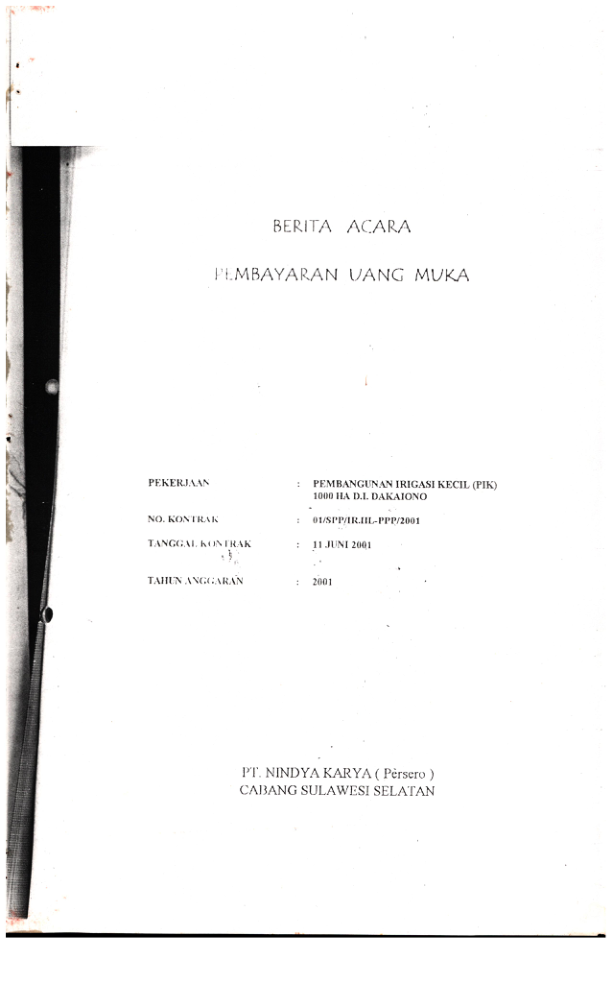 BERITA ACARA
PEMBAYARAN UANG MUKA
PEKERJAAN : PEMBANGUNAN IRIGASI KECIL (PIK)
1000 HA D.I. DAKAIONO
NO. KONTRAK : 01/SPP/IR.HL-PPP/2001
TANGGAL KONTRAK : 11 JUNI 2001
TAHUN ANGGARAN : 2001
PT. NINDYA KARYA ( Persero )
CABANG SULAWESI SELATAN